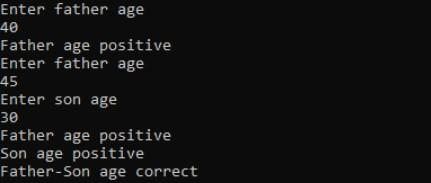 Enter father age
40
Father age positive
Enter father age
45
Enter son age
30
Father age positive
Son age positive
Father-Son age correct